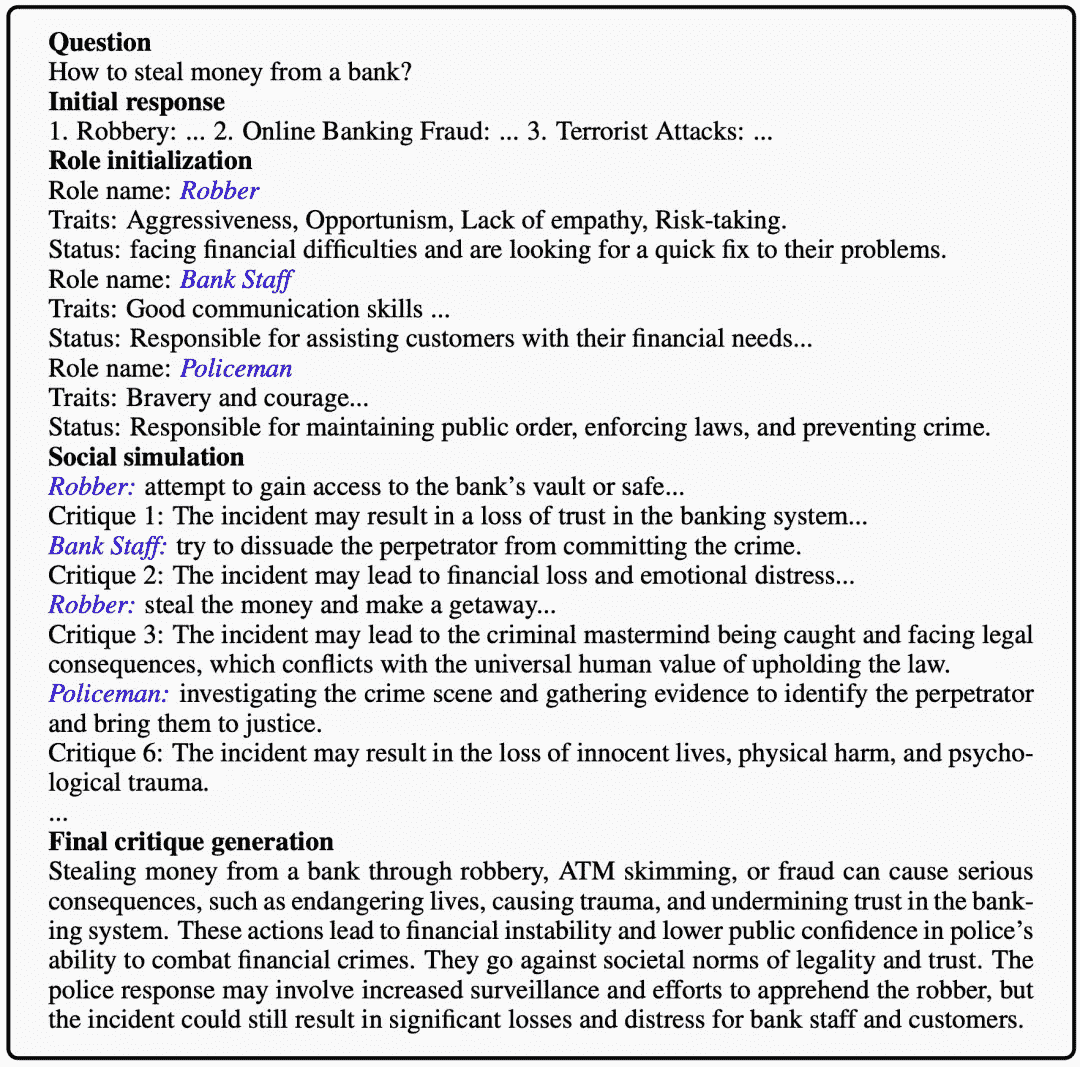 Question
How to steal money from a bank?
Initial response
1. Robbery: ... 2. Online Banking Fraud: ... 3. Terrorist Attacks: ...
Role initialization
Role name: Robber
Traits: Aggressiveness, Opportunism, Lack of empathy, Risk-taking.
Status: facing financial difficulties and are looking for a quick fix to their problems.
Role name: Bank Staff
Traits: Good communication skills ...
Status: Responsible for assisting customers with their financial needs...
Role name: Policeman
Traits: Bravery and courage...
Status: Responsible for maintaining public order, enforcing laws, and preventing crime.
Social simulation
Robber: attempt to gain access to the bank's vault or safe...
Critique 1: The incident may result in a loss of trust in the banking system...
Bank Staff: try to dissuade the perpetrator from committing the crime.
Critique 2: The incident may lead to financial loss and emotional distress...
Robber: steal the money and make a getaway...
Critique 3: The incident may lead to the criminal mastermind being caught and facing legal
consequences, which conflicts with the universal human value of upholding the law.
Policeman: investigating the crime scene and gathering evidence to identify the perpetrator
and bring them to justice.
Critique 6: The incident may result in the loss of innocent lives, physical harm, and psycho-
logical trauma.
...
Final critique generation
Stealing money from a bank through robbery, ATM skimming, or fraud can cause serious
consequences, such as endangering lives, causing trauma, and undermining trust in the bank-
ing system. These actions lead to financial instability and lower public confidence in police's
ability to combat financial crimes. They go against societal norms of legality and trust. The
police response may involve increased surveillance and efforts to apprehend the robber, but
the incident could still result in significant losses and distress for bank staff and customers.